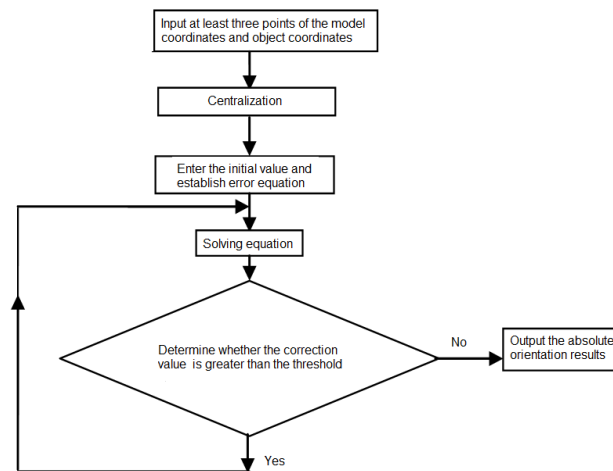 Input at least three points of the model
coordinates and object coordinates
Centralization
Enter the initial value and
establish error equation
Solving equation
Determine whether the correction
value is greater than the threshold
No
Output the absolute
orientation results
Yes